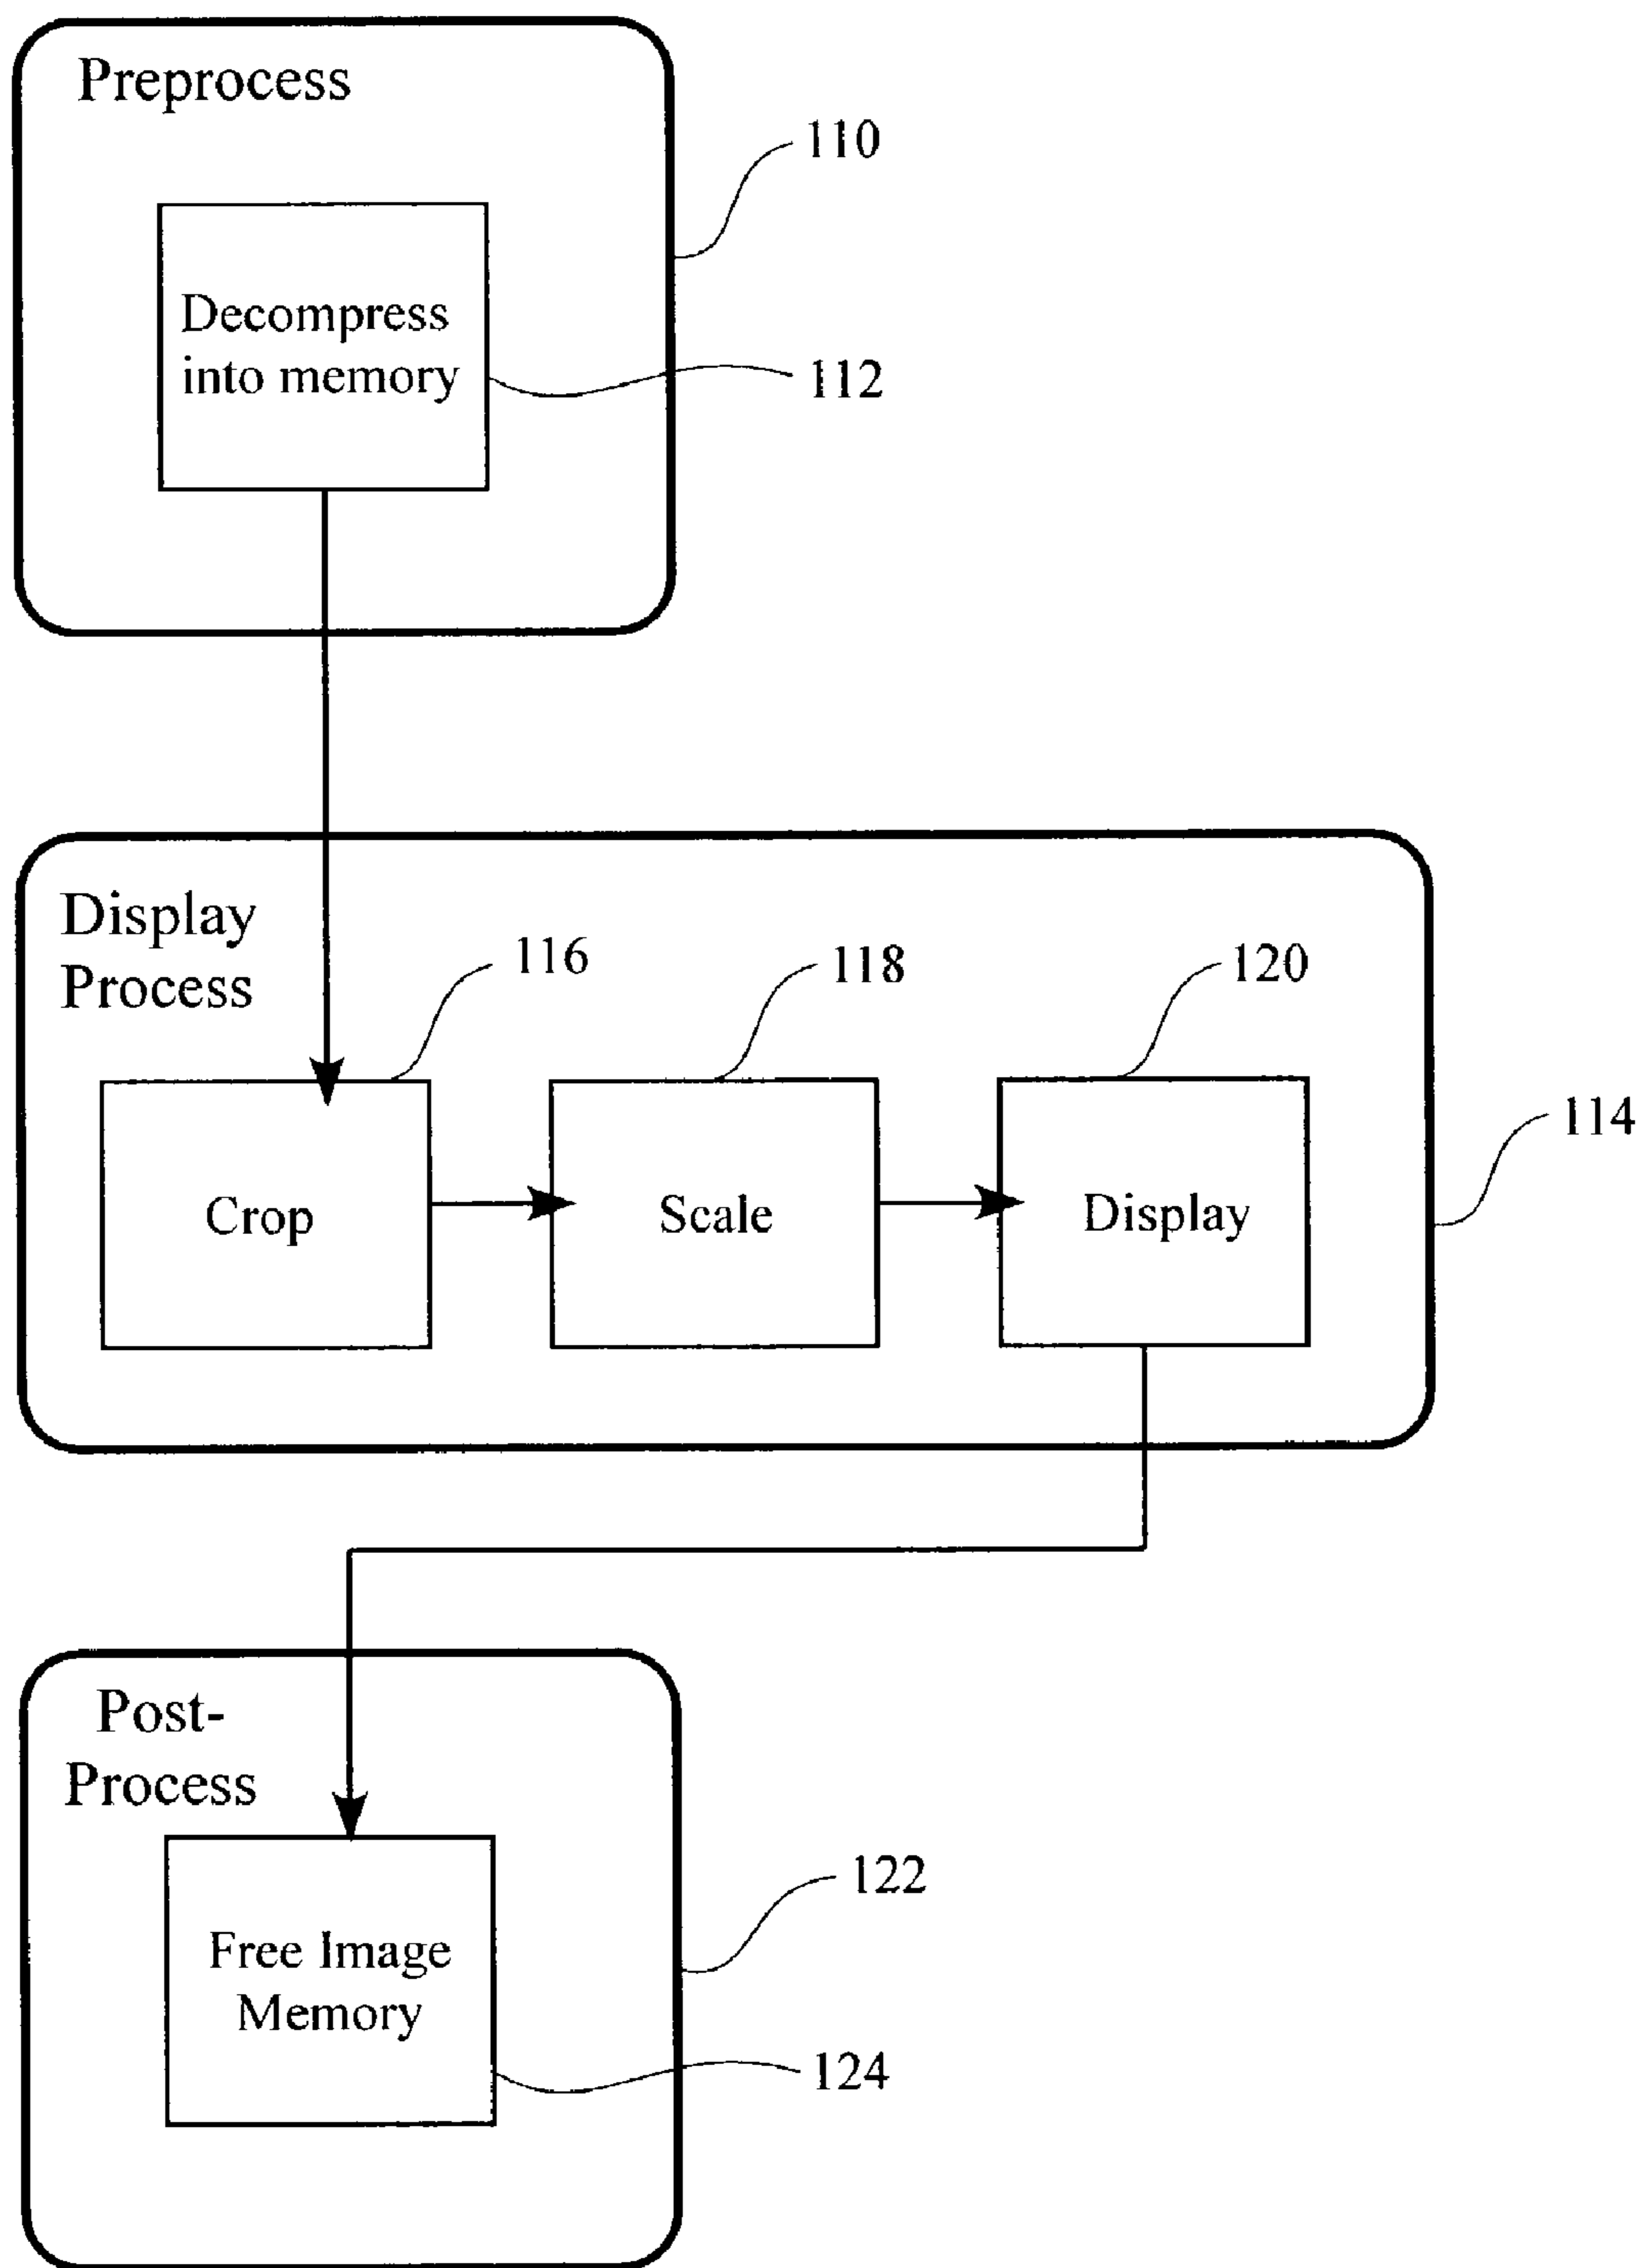 Preprocess
110
Decompress
into memory
112
Display
Process
116
118
120
114
Crop
Scale
Display
Post-
Process
122
Free Image
Memory
124